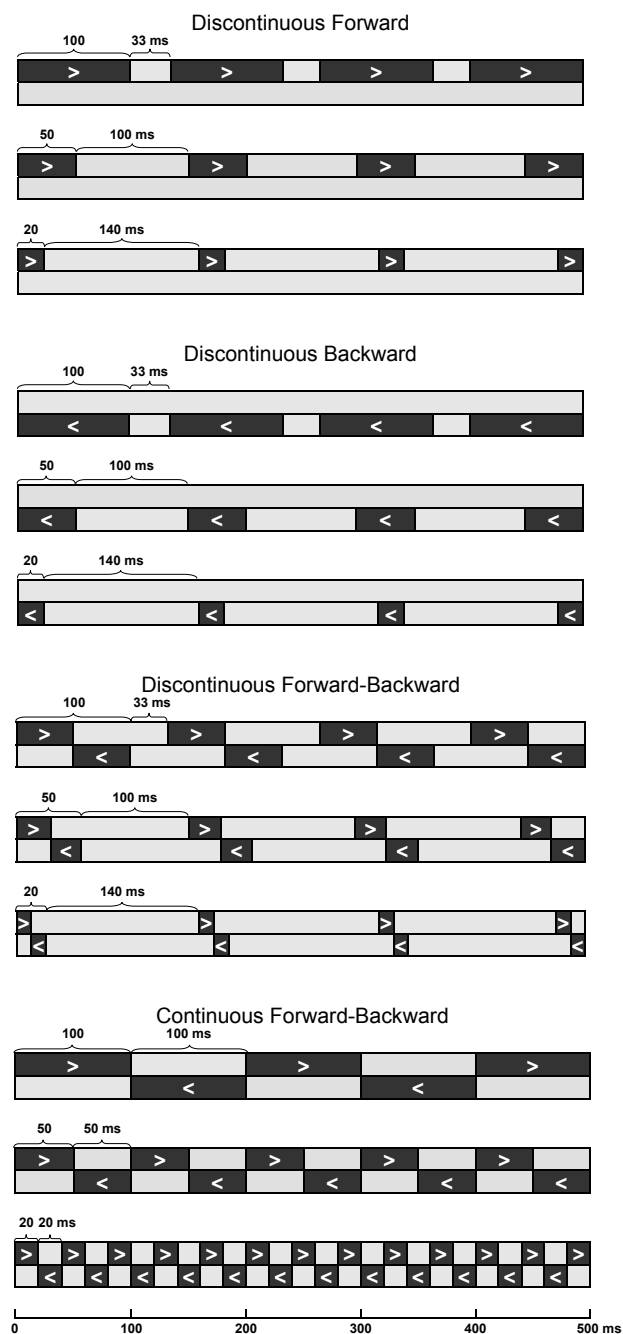 Discontinuous Forward
100 33 ms
> > > >
50 100 ms
> > > >
20 140 ms
> > > >
Discontinuous Backward
100 33 ms
< < < <
50 100 ms
< < < <
20 140 ms
< < < <
Discontinuous Forward-Backward
100 33 ms
> > > >
< < < <
50 100 ms
> > > >
< < < <
20 140 ms
> > > >
< < < <
Continuous Forward-Backward
100 100 ms
> > >
< <
50 50 ms
> > > > >
< < < < <
20 20 ms
> > > > > > > > > > > > >
< < < < < < < < < < < <
0 100 200 300 400 500 ms